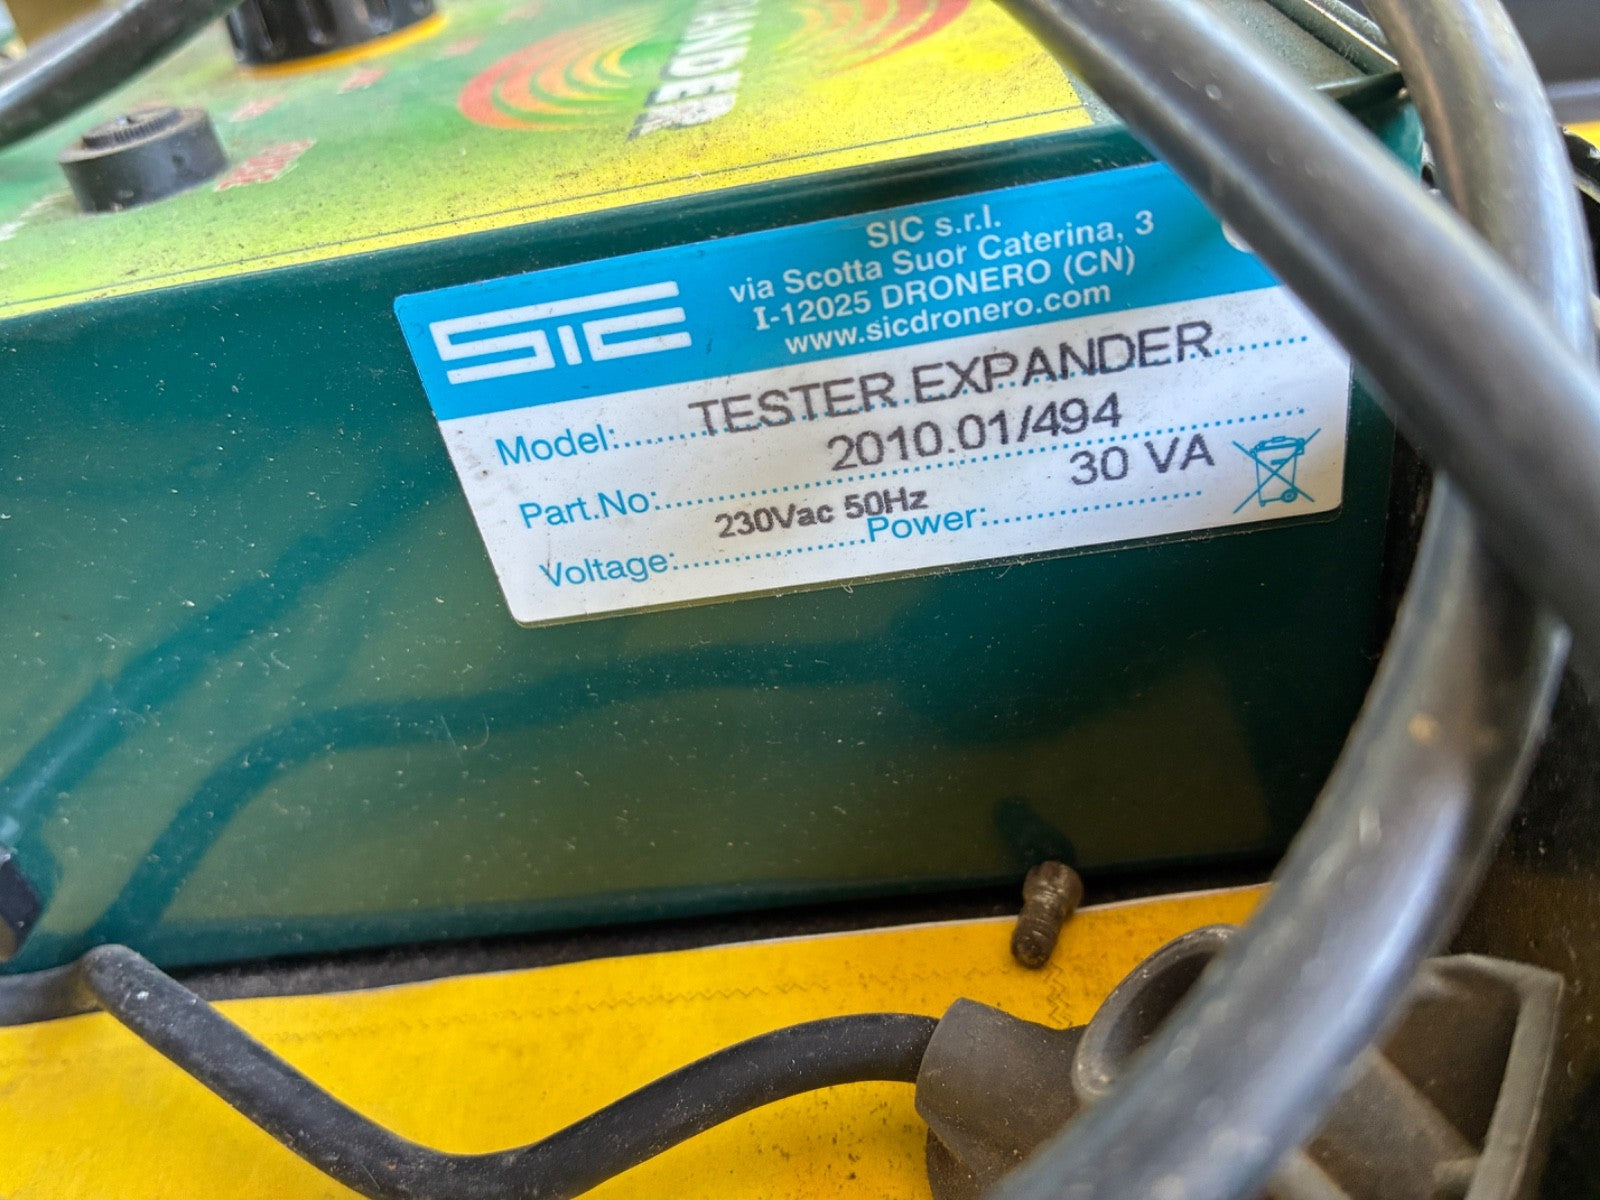 ANDER
SIC
SIC s.r.l.
via Scotta Suor Caterina, 3
I-12025 DRONERO (CN)
www.sicdronero.com
Model:......TESTER EXPANDER......
Part.No:......2010.01/494......
Voltage:......230Vac 50Hz......Power:......30 VA......